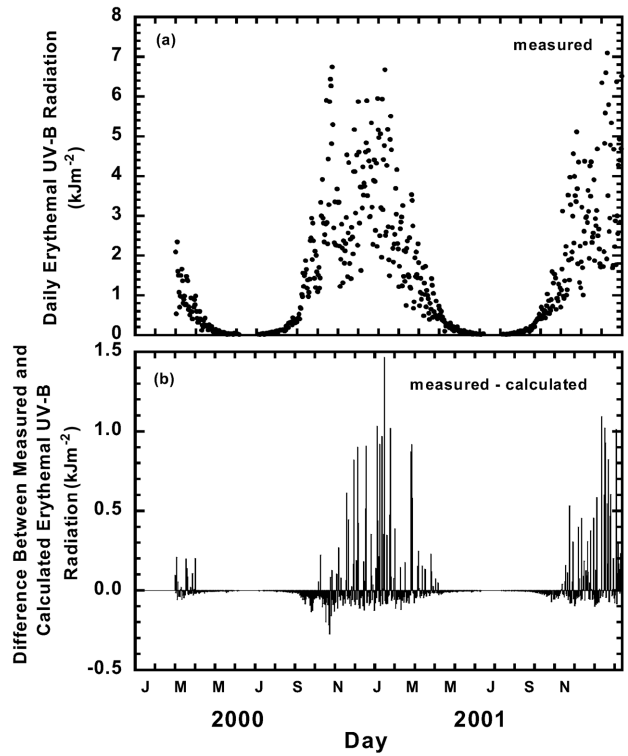 Daily Erythemal UV-B Radiation
(kJm-2)
8
7
6
5
4
3
2
1
0
(a)
measured
Difference Between Measured and
Calculated Erythemal UV-B
Radiation (kJm-2)
1.5
1.0
0.5
0.0
-0.5
(b)
measured - calculated
J M M J S N J M M J S N
2000 2001
Day